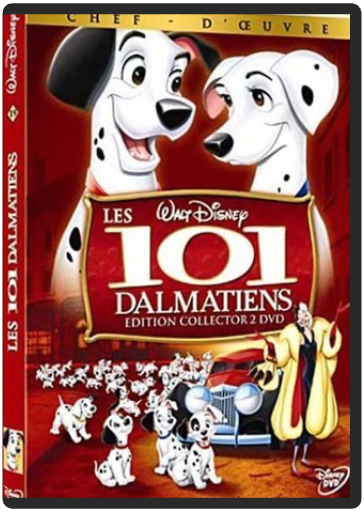 CHEF - D'ŒUVRE
WALT DISNEY
LES 101 DALMATIENS
LES WALT DISNEY
101
DALMATIENS
EDITION COLLECTOR 2 DVD
DISNEY
DVD